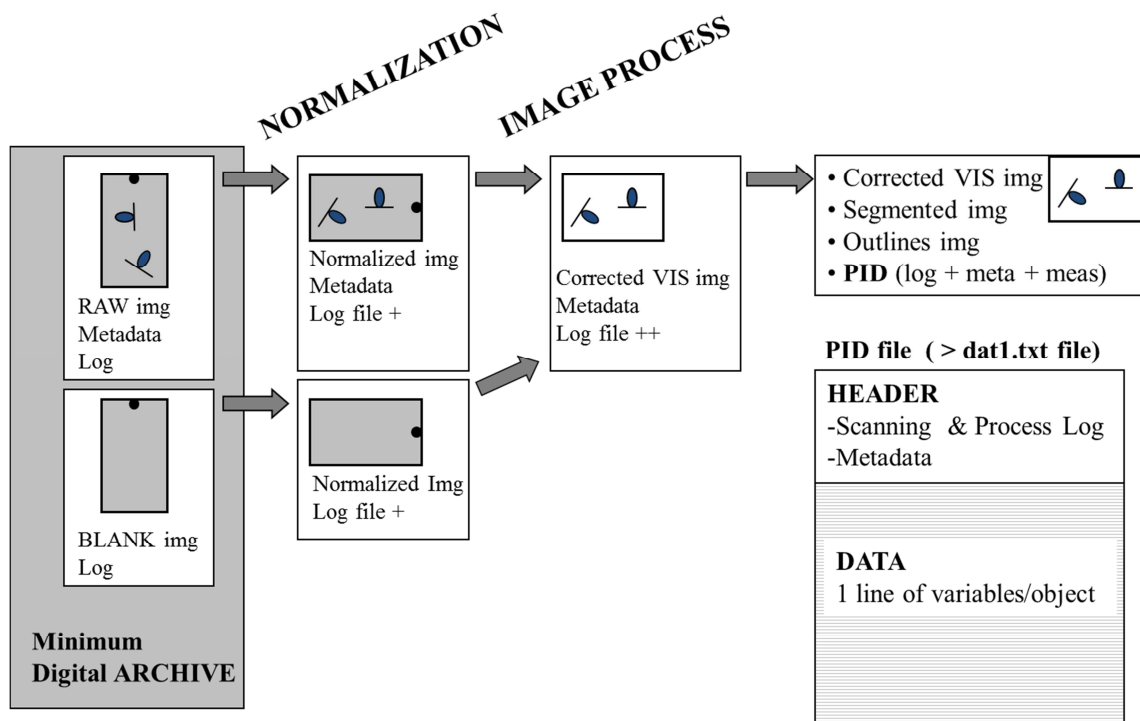 NORMALIZATION
IMAGE PROCESS
RAW img
Metadata
Log
BLANK img
Log
Minimum
Digital ARCHIVE
Normalized img
Metadata
Log file +
Normalized Img
Log file +
Corrected VIS img
Metadata
Log file ++
• Corrected VIS img
• Segmented img
• Outlines img
• PID (log + meta + meas)
PID file ( > dat1.txt file)
HEADER
-Scanning & Process Log
-Metadata
DATA
1 line of variables/object